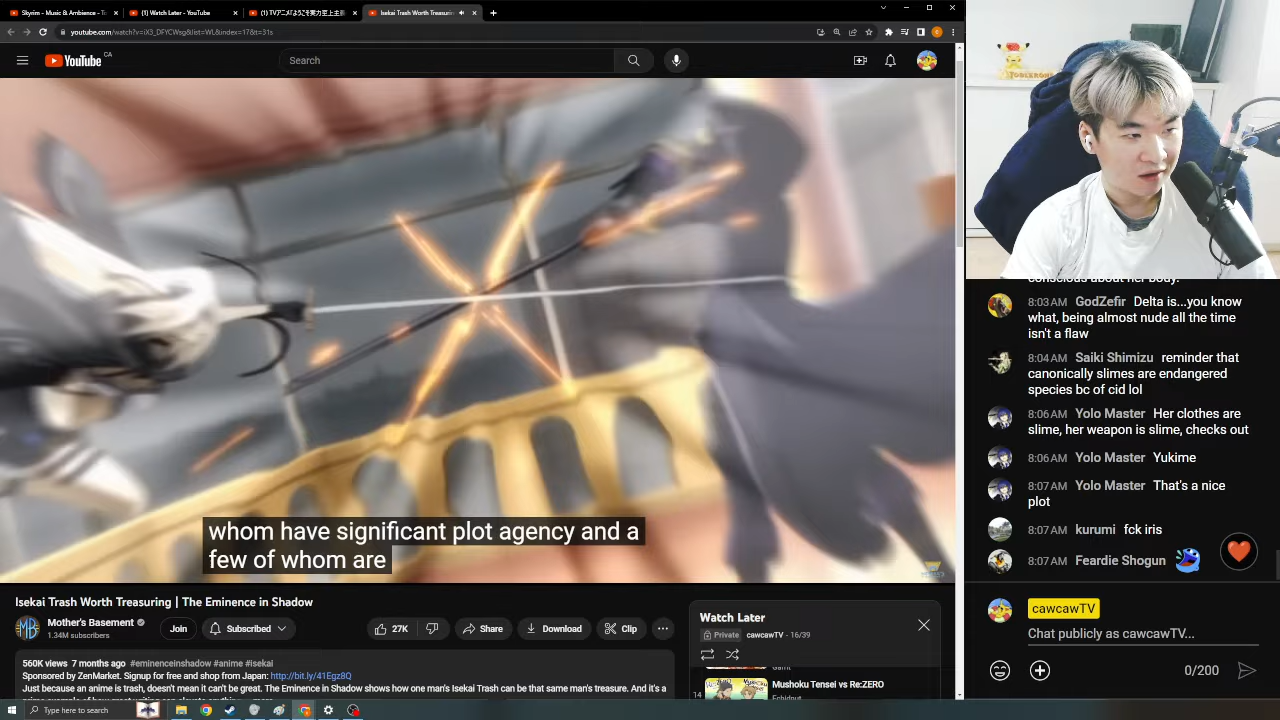 Skyrim - Music & Ambience - T
(1) Watch Later - YouTube
(1) TVアニメ『ようこそ実力至上主
Isekai Trash Worth Treasurin
youtube.com/watch?v=iX3_DFYCWsg&list=WL&index=17&t=31s
YouTube CA
Search
whom have significant plot agency and a
few of whom are
Isekai Trash Worth Treasuring | The Eminence in Shadow
Mother's Basement
1.34M subscribers
Join
Subscribed
27K
Share
Download
Clip
560K views 7 months ago #eminenceinshadow #anime #isekai
Sponsored by ZenMarket. Signup for free and shop from Japan: http://bit.ly/41Egz8Q
Just because an anime is trash, doesn't mean it can't be great. The Eminence in Shadow shows how one man's Isekai Trash can be that same man's treasure. And it's a
Watch Later
Private cawcawTV - 16/39
14
Mushoku Tensei vs Re:ZERO
conscious about her body.
8:03 AM GodZefir Delta is...you know
what, being almost nude all the time
isn't a flaw
8:04 AM Saiki Shimizu reminder that
canonically slimes are endangered
species bc of cid lol
8:06 AM Yolo Master Her clothes are
slime, her weapon is slime, checks out
8:06 AM Yolo Master Yukime
8:07 AM Yolo Master That's a nice
plot
8:07 AM kurumi fck iris
8:07 AM Feardie Shogun
cawcawTV
Chat publicly as cawcawTV...
0/200
Type here to search